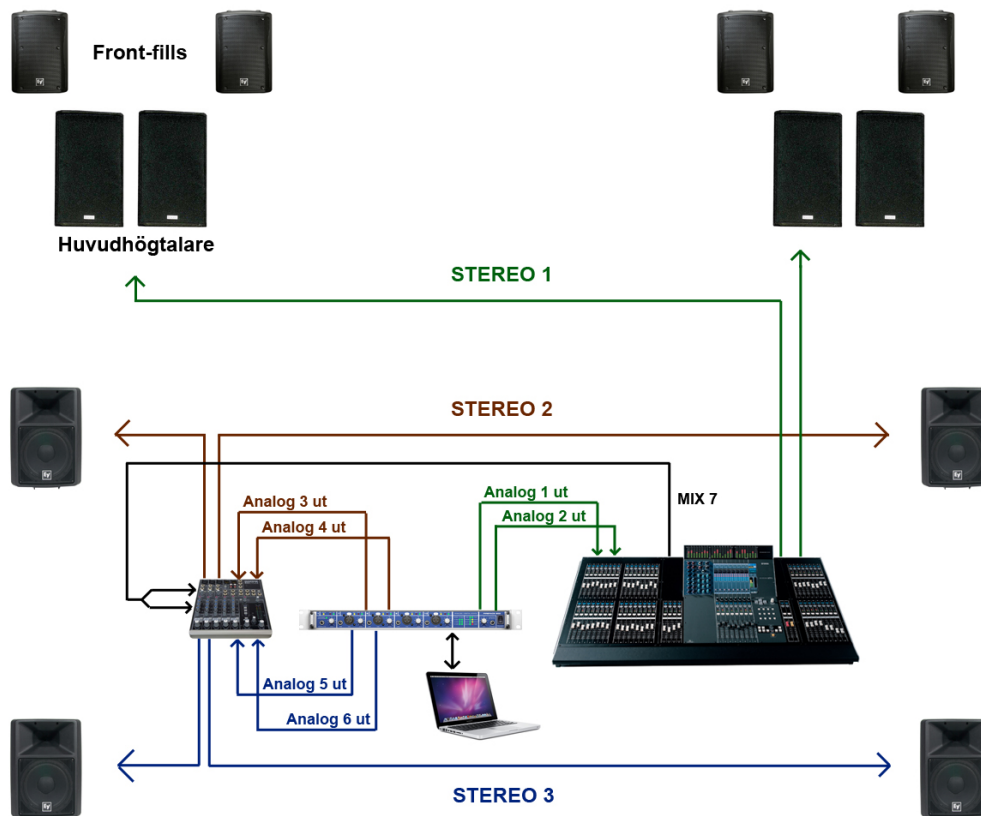 Front-fills
Huvudhögtalare
STEREO 1
STEREO 2
MIX 7
Analog 1 ut
Analog 3 ut
Analog 2 ut
Analog 4 ut
Analog 5 ut
Analog 6 ut
STEREO 3